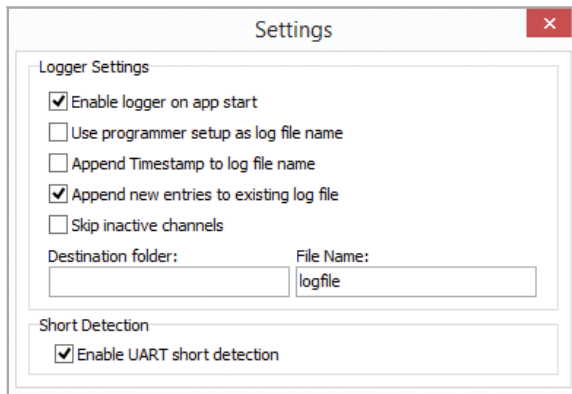 Settings
Logger Settings
Enable logger on app start
Use programmer setup as log file name
Append Timestamp to log file name
Append new entries to existing log file
Skip inactive channels
Destination folder: File Name:
logfile
Short Detection
Enable UART short detection